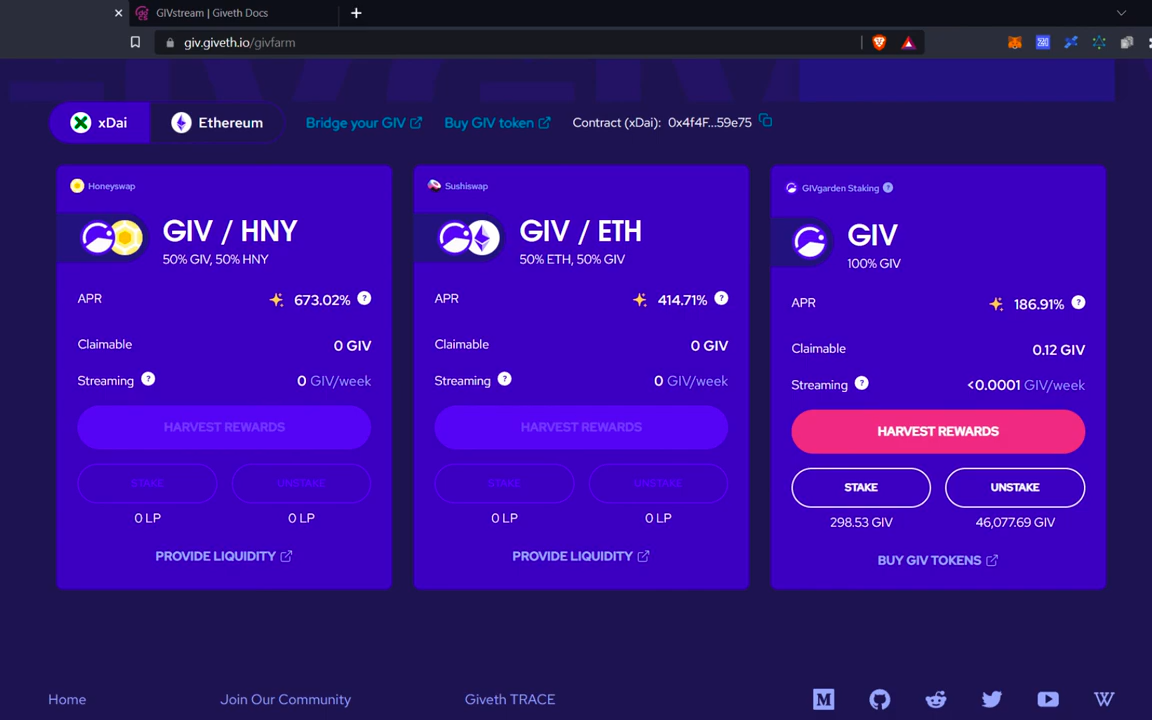 GIVstream | Giveth Docs
giv.giveth.io/givfarm
xDai
Ethereum
Bridge your GIV
Buy GIV token
Contract (xDai): 0x4f4F...59e75
Honeyswap
GIV / HNY
50% GIV, 50% HNY
APR
673.02% ?
Claimable
0 GIV
Streaming ?
0 GIV/week
HARVEST REWARDS
STAKE
UNSTAKE
0 LP
0 LP
PROVIDE LIQUIDITY
Sushiswap
GIV / ETH
50% ETH, 50% GIV
APR
414.71% ?
Claimable
0 GIV
Streaming ?
0 GIV/week
HARVEST REWARDS
STAKE
UNSTAKE
0 LP
0 LP
PROVIDE LIQUIDITY
GIVgarden Staking ?
GIV
100% GIV
APR
186.91% ?
Claimable
0.12 GIV
Streaming ?
<0.0001 GIV/week
HARVEST REWARDS
STAKE
UNSTAKE
298.53 GIV
46,077.69 GIV
BUY GIV TOKENS
Home
Join Our Community
Giveth TRACE